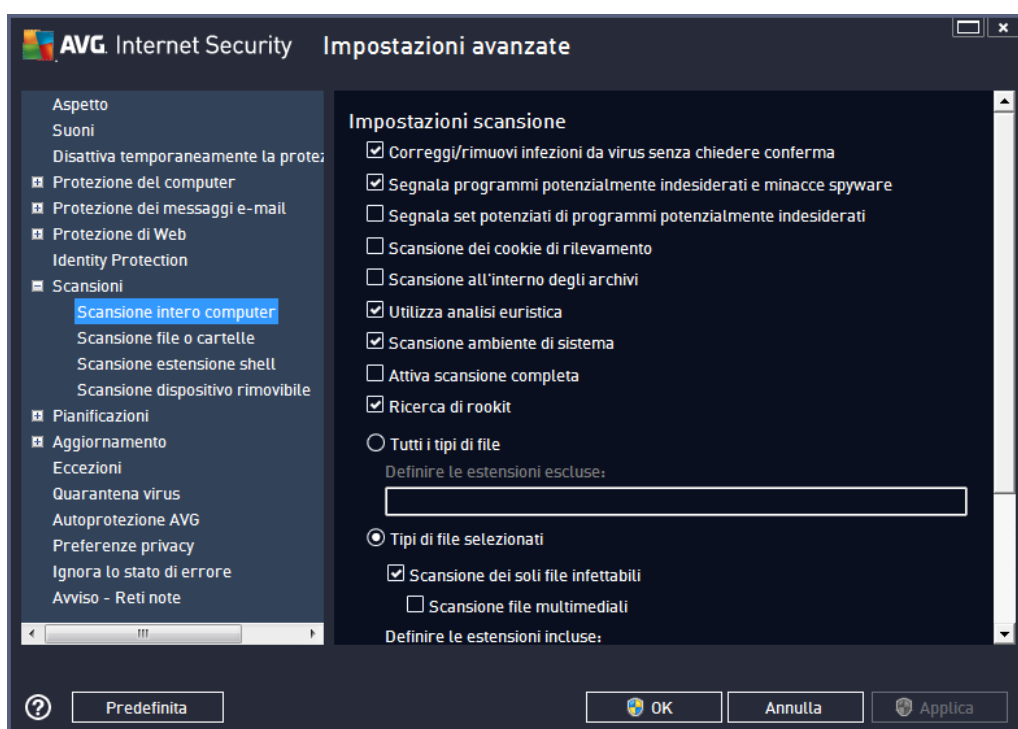 AVG. Internet Security Impostazioni avanzate
Aspetto
Suoni
Disattiva temporaneamente la protez
Protezione del computer
Protezione dei messaggi e-mail
Protezione di Web
Identity Protection
Scansioni
Scansione intero computer
Scansione file o cartelle
Scansione estensione shell
Scansione dispositivo rimovibile
Pianificazioni
Aggiornamento
Eccezioni
Quarantena virus
Autoprotezione AVG
Preferenze privacy
Ignora lo stato di errore
Avviso - Reti note
Impostazioni scansione
Correggi/rimuovi infezioni da virus senza chiedere conferma
Segnala programmi potenzialmente indesiderati e minacce spyware
Segnala set potenziati di programmi potenzialmente indesiderati
Scansione dei cookie di rilevamento
Scansione all'interno degli archivi
Utilizza analisi euristica
Scansione ambiente di sistema
Attiva scansione completa
Ricerca di rookit
Tutti i tipi di file
Definire le estensioni escluse:
Tipi di file selezionati
Scansione dei soli file infettabili
Scansione file multimediali
Definire le estensioni incluse:
? Predefinita OK Annulla Applica